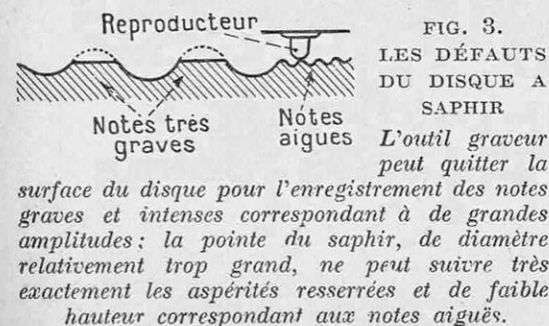 Reproducteur
Notes très
graves
Notes
aigues
FIG. 3.
LES DÉFAUTS
DU DISQUE A
SAPHIR
L'outil graveur
peut quitter la
surface du disque pour l'enregistrement des notes
graves et intenses correspondant à de grandes
amplitudes ; la pointe du saphir, de diamètre
relativement trop grand, ne peut suivre très
exactement les aspérités resserrées et de faible
hauteur correspondant aux notes aiguës.